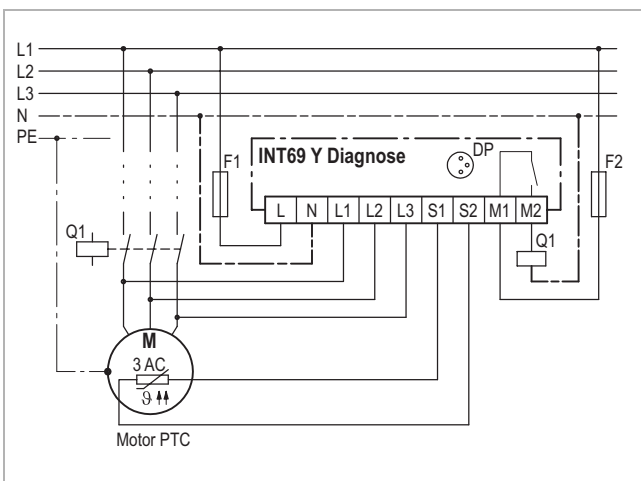 L1
L2
L3
N
PE
F1
INT69 Y Diagnose
DP
F2
L N L1 L2 L3 S1 S2 M1 M2
Q1
Q1
M
3 AC
ϑ
Motor PTC